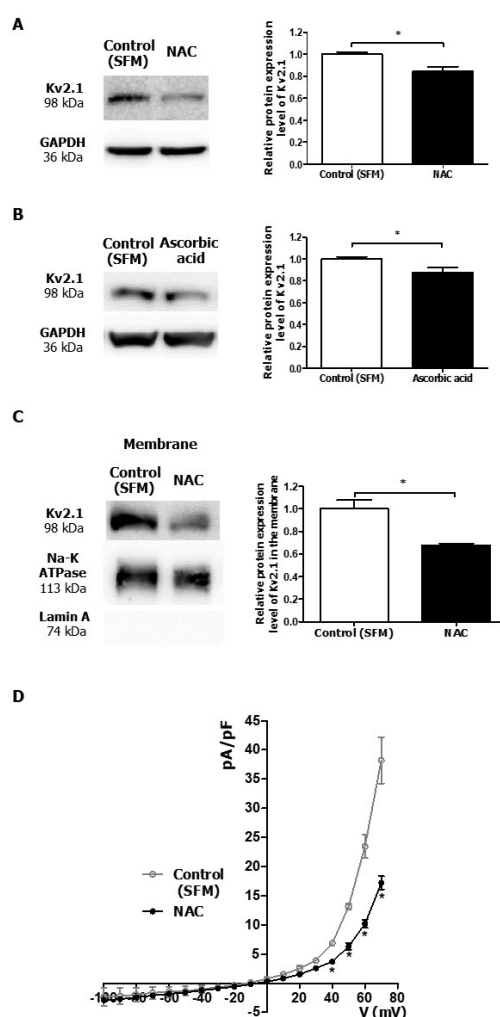 A
Control
(SFM)
NAC
Kv2.1
98 kDa
GAPDH
36 kDa
Relative protein expression
level of Kv2.1
1.2
1.0
0.8
0.6
0.4
0.2
0.0
*
Control (SFM)
NAC
B
Control
(SFM)
Ascorbic
acid
Kv2.1
98 kDa
GAPDH
36 kDa
Relative protein expression
level of Kv2.1
1.2
1.0
0.8
0.6
0.4
0.2
0.0
*
Control (SFM)
Ascorbic acid
C
Membrane
Control
(SFM)
NAC
Kv2.1
98 kDa
Na-K
ATPase
113 kDa
Lamin A
74 kDa
Relative protein expression
level of Kv2.1 in the membrane
1.2
1.0
0.8
0.6
0.4
0.2
0.0
*
Control (SFM)
NAC
D
pA/pF
45
40
35
30
25
20
15
10
5
-5
Control
(SFM)
NAC
* * * *
-100 -80 -60 -40 -20 0 20 40 60 80
V (mV)